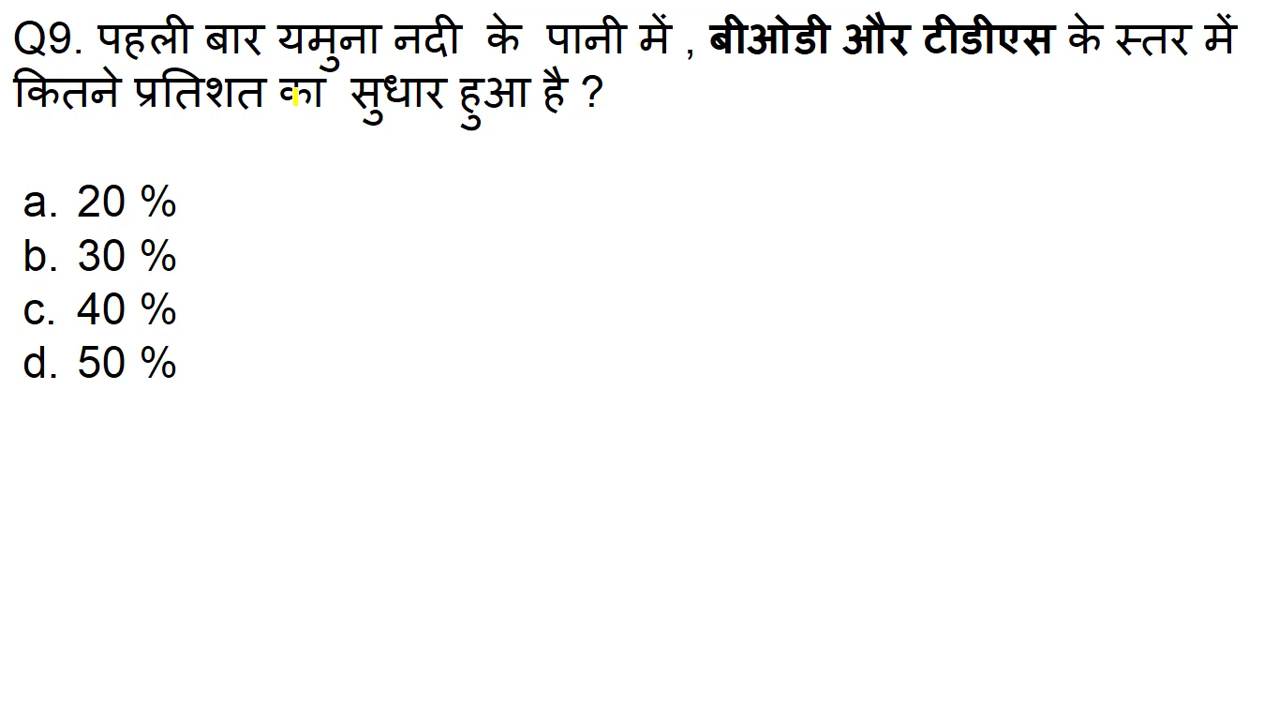 Q9. पहली बार यमुना नदी के पानी में , बीओडी और टीडीएस के स्तर में
कितने प्रतिशत का सुधार हुआ है ?
a. 20 %
b. 30 %
c. 40 %
d. 50 %